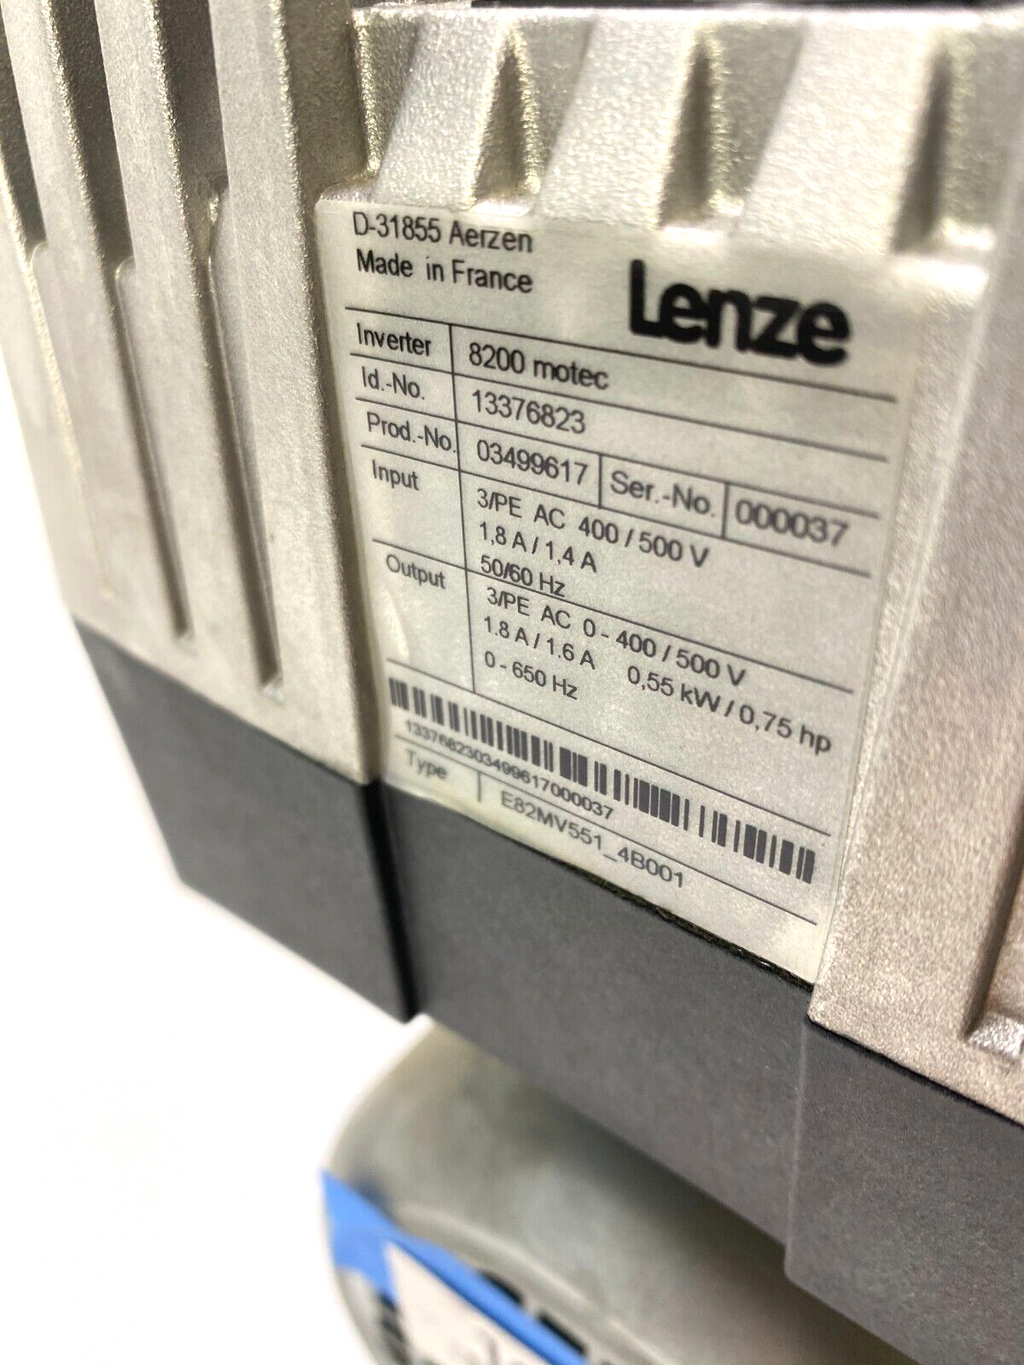 D-31855 Aerzen
Made in France
Lenze
Inverter 8200 motec
Id.-No. 13376823
Prod.-No. 03499617 Ser.-No. 000037
Input 3/PE AC 400 / 500 V
1,8 A / 1,4 A
50/60 Hz
Output 3/PE AC 0 - 400 / 500 V
1.8 A / 1.6 A 0,55 kW / 0,75 hp
0 - 650 Hz
1337682303499617000037
Type E82MV551_4B001